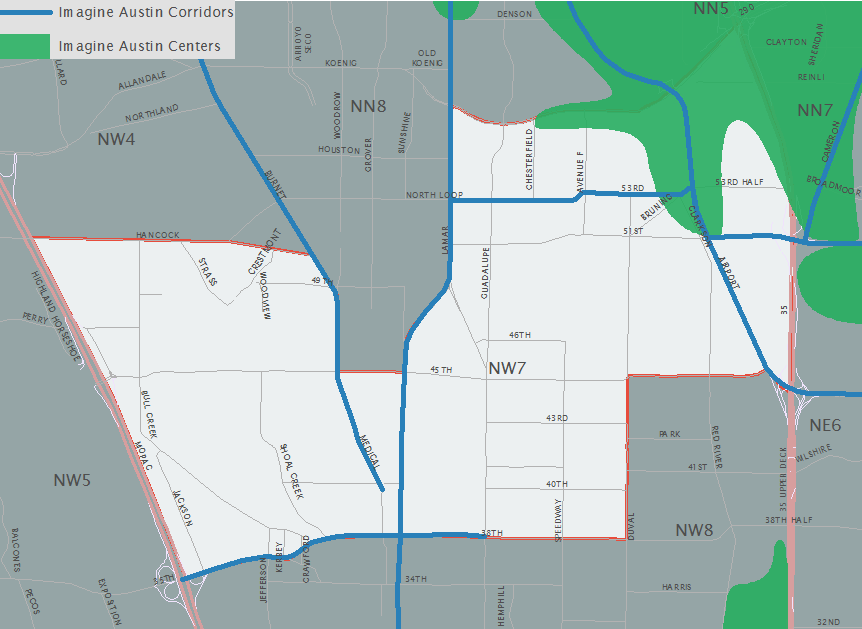 Imagine Austin Corridors
Imagine Austin Centers
DENSON
NN5
290
ARROYO
SECO
OLD
KOENIG
KOENIG
CLAYTON
SHERIDAN
REINLI
ALLANDALE
NORTHLAND
NW4
NN8
WOODROW
GROVER
SUNSHINE
HOUSTON
CHESTERFIELD
AVENUE F
NN7
CAMERON
BROADMOOR
BURNET
NORTH LOOP
53RD
53RD HALF
BRUNING
CLARKSON
51ST
HANCOCK
CRESTMONT
STRASS
WOODVIEW
49TH
LAMAR
GUADALUPE
AIRPORT
35
HIGHLAND HORSESHOE
PERRY
46TH
45TH
NW7
BULL CREEK
43RD
MEDICAL
SHOAL CREEK
MOPAC
NW5
JACKSON
40TH
SPEEDWAY
DUVAL
PARK
RED RIVER
41ST
NE6
WILSHIRE
35 UPPER DECK
38TH HALF
NW8
38TH
35TH
JEFFERSON
KERBEY
CRAWFORD
34TH
HEMPHILL
HARRIS
32ND
BALCONES
PECOS
EXPOSITION